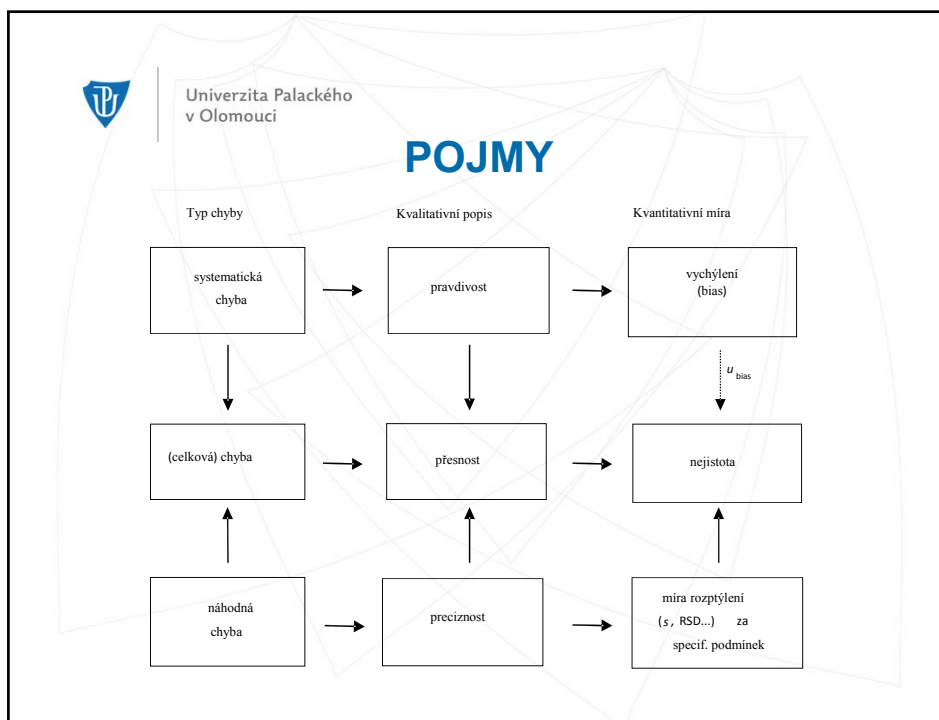 Univerzita Palackého
v Olomouci
POJMY
Typ chyby
Kvalitativní popis
Kvantitativní míra
systematická
chyba
pravdivost
vychýlení
(bias)
u bias
(celková) chyba
přesnost
nejistota
náhodná
chyba
preciznost
míra rozptýlení
(s, RSD...) za
specif. podmínek